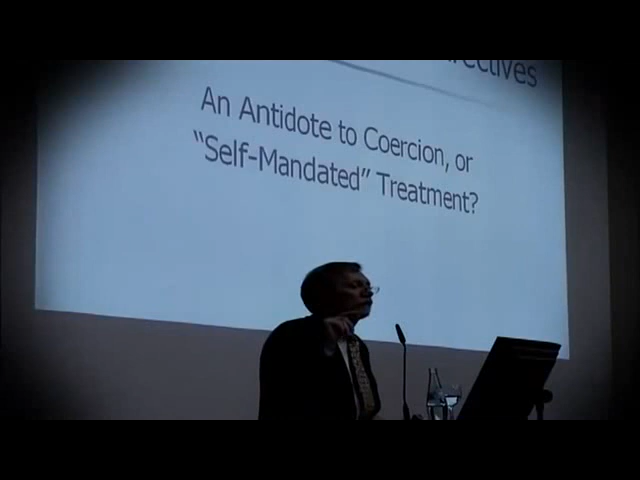 An Antidote to Coercion, or
“Self-Mandated” Treatment?